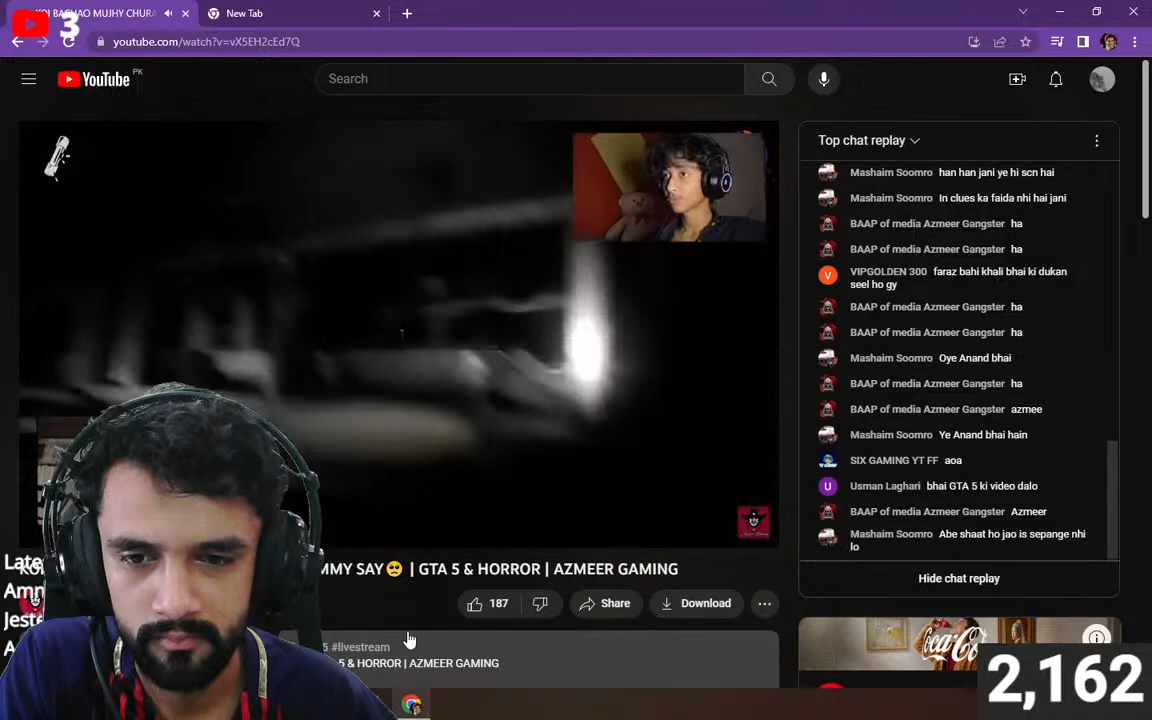 KOI BACHAO MUJHY CHURA
New Tab
3
youtube.com/watch?v=vX5EH2cEd7Q
YouTube PK
Search
Top chat replay
Mashaim Soomro han han jani ye hi scn hai
Mashaim Soomro In clues ka faida nhi hai jani
BAAP of media Azmeer Gangster ha
BAAP of media Azmeer Gangster ha
VIPGOLDEN 300 faraz bahi khali bhai ki dukan
seel ho gy
BAAP of media Azmeer Gangster ha
BAAP of media Azmeer Gangster ha
Mashaim Soomro Oye Anand bhai
BAAP of media Azmeer Gangster ha
BAAP of media Azmeer Gangster azmee
Mashaim Soomro Ye Anand bhai hain
SIX GAMING YT FF aoa
Usman Laghari bhai GTA 5 ki video dalo
BAAP of media Azmeer Gangster Azmeer
Mashaim Soomro Abe shaat ho jao is sepange nhi
lo
Hide chat replay
MMY SAY🥺 | GTA 5 & HORROR | AZMEER GAMING
187
Share
Download
5 #livestream
5 & HORROR | AZMEER GAMING
Late
Amm
Jeste
Coca-Cola
2,162